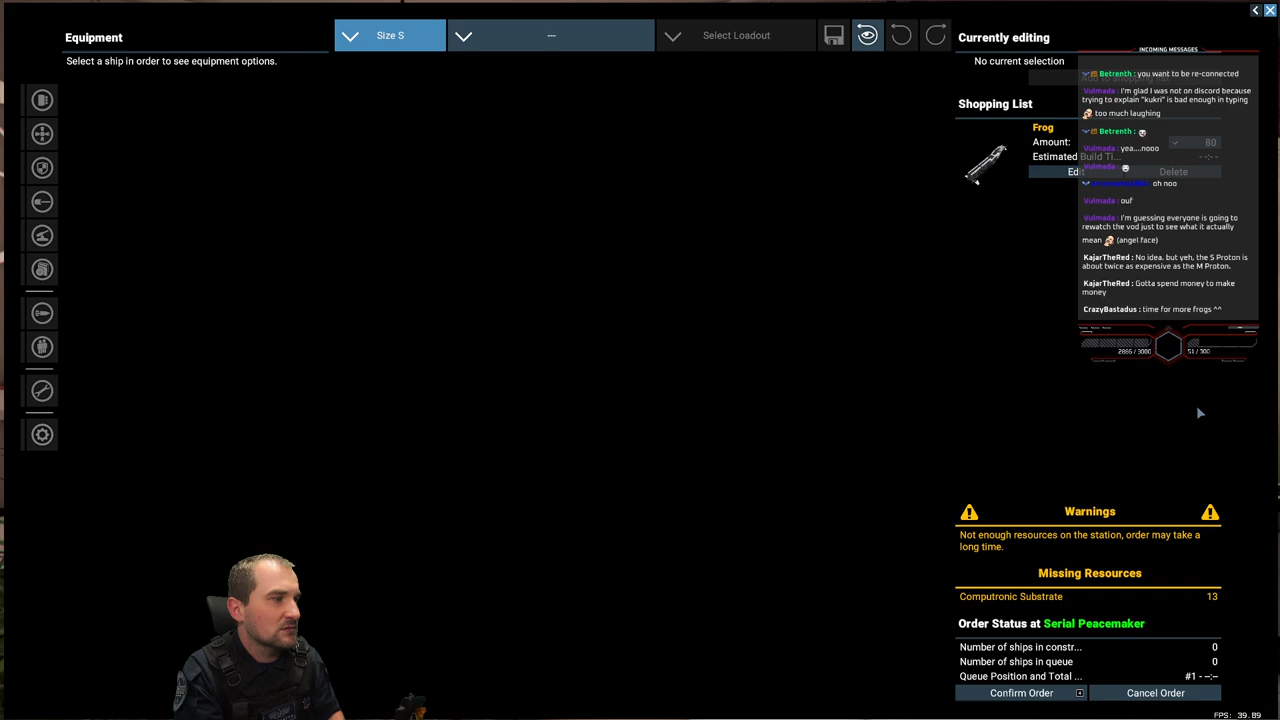 Equipment
Select a ship in order to see equipment options.
Size S
---
Select Loadout
Currently editing
No current selection
Shopping List
Frog
Amount:
80
Estimated Build Ti...
--:--
Edit
Delete
INCOMING MESSAGES
Betrenth : you want to be re-connected
Vulmada : I'm glad I was not on discord because
trying to explain "kukri" is bad enough in typing
too much laughing
Betrenth :
Vulmada : yea....nooo
Vulmada :
oh noo
Vulmada : ouf
Vulmada : I'm guessing everyone is going to
rewatch the vod just to see what it actually
mean (angel face)
KajarTheRed : No idea. but yeh, the S Proton is
about twice as expensive as the M Proton.
KajarTheRed : Gotta spend money to make
money
CrazyBastadus : time for more frogs ^^
2886 / 3000
51 / 300
Warnings
Not enough resources on the station, order may take a
long time.
Missing Resources
Computronic Substrate 13
Order Status at Serial Peacemaker
Number of ships in constr... 0
Number of ships in queue 0
Queue Position and Total ... #1 - --:--
Confirm Order
Cancel Order
FPS: 39.89